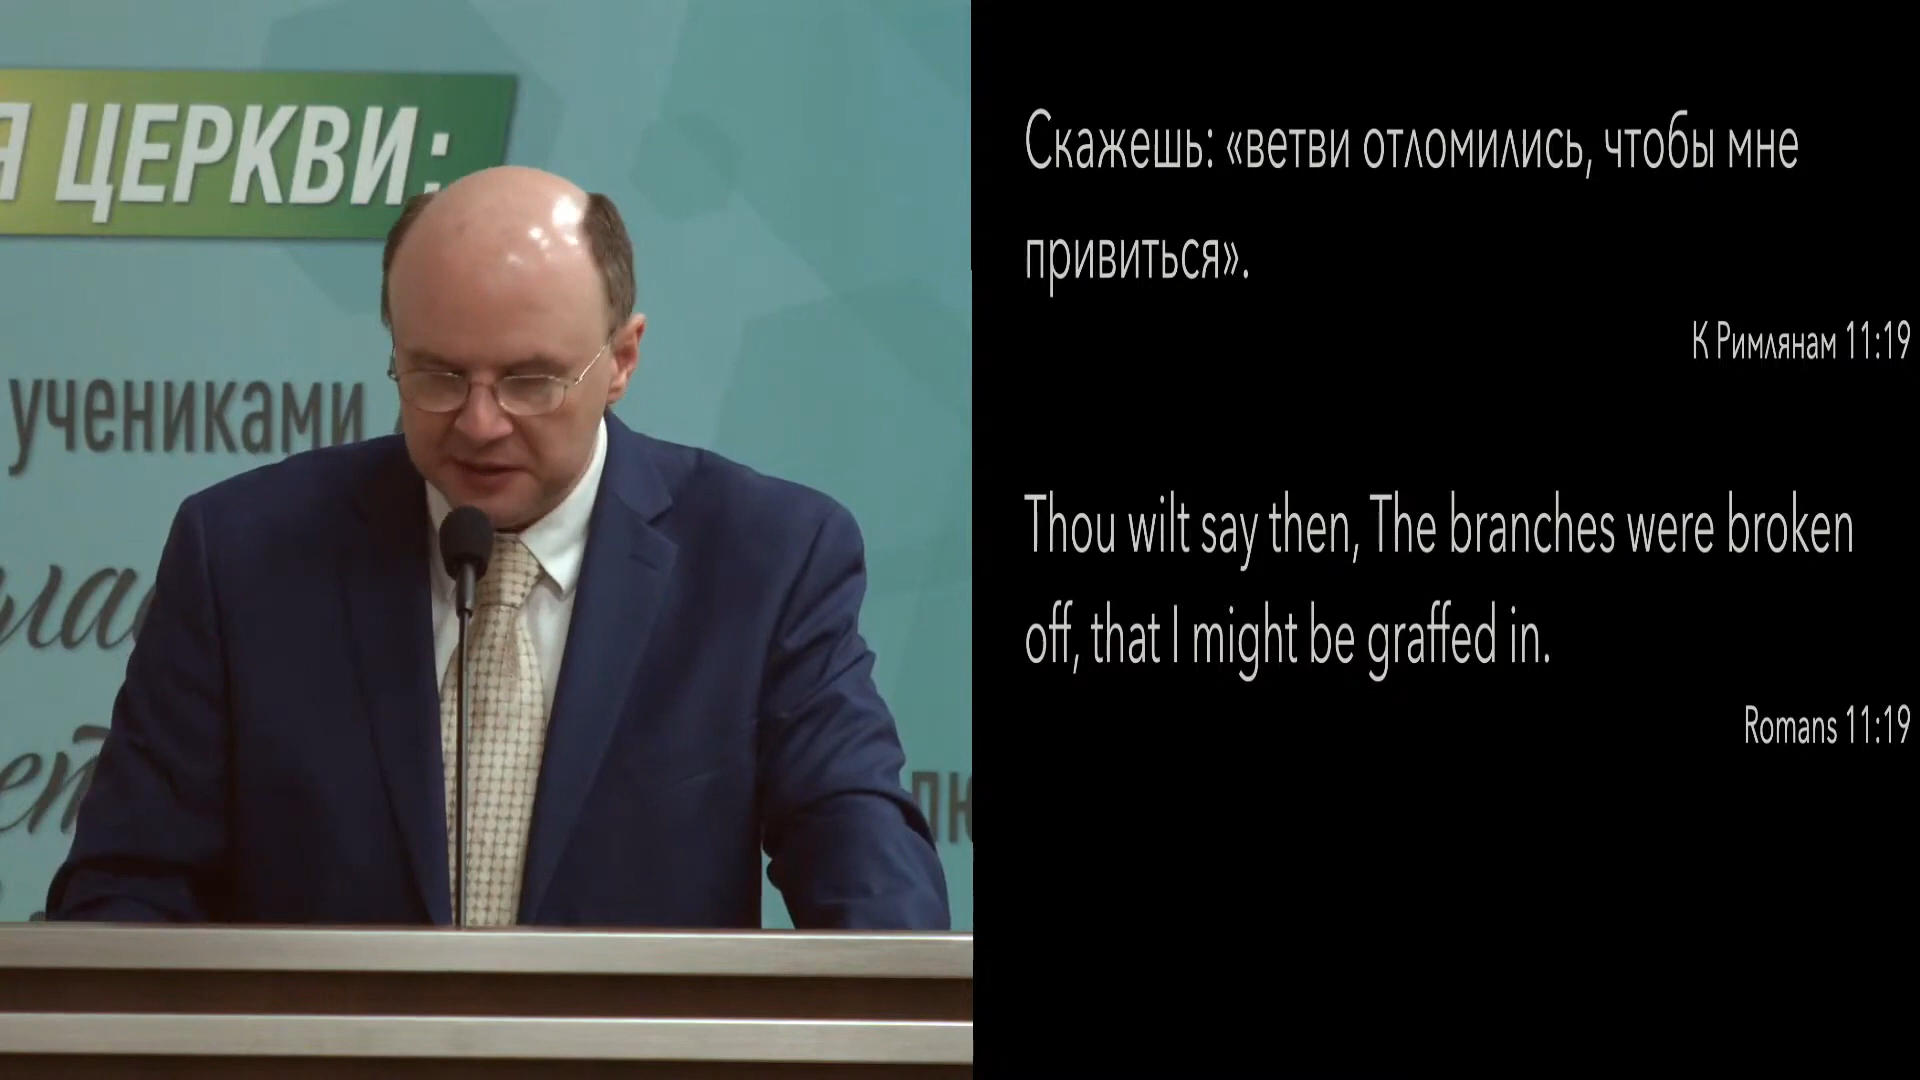 Я ЦЕРКВИ:
учениками
Скажешь: «ветви отломились, чтобы мне
привиться».
К Римлянам 11:19
Thou wilt say then, The branches were broken
off, that I might be graffed in.
Romans 11:19